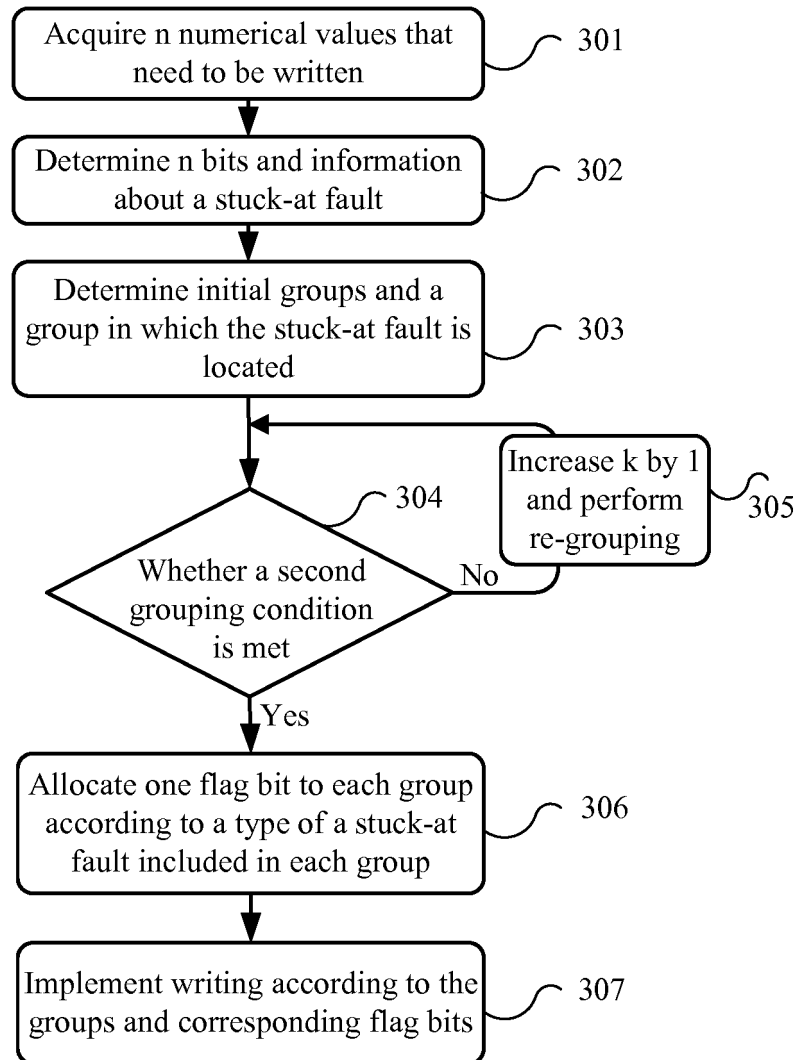 Acquire n numerical values that
need to be written
301
Determine n bits and information
about a stuck-at fault
302
Determine initial groups and a
group in which the stuck-at fault is
located
303
Increase k by 1
and perform
re-grouping
305
304
Whether a second
grouping condition
is met
No
Yes
Allocate one flag bit to each group
according to a type of a stuck-at
fault included in each group
306
Implement writing according to the
groups and corresponding flag bits
307